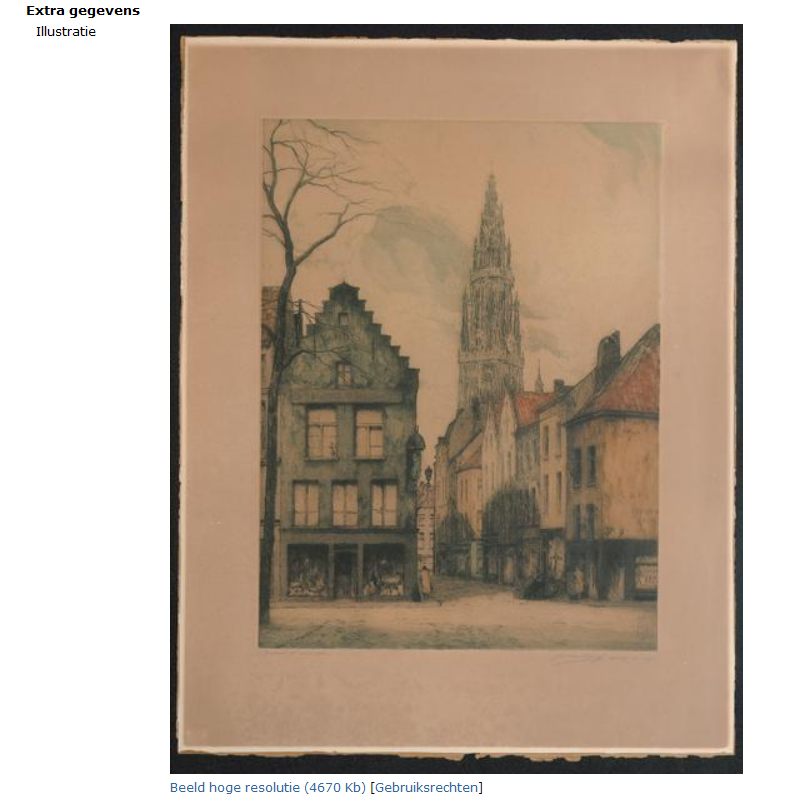 Extra gegevens
Illustratie
Beeld hoge resolutie (4670 Kb) [Gebruiksrechten]